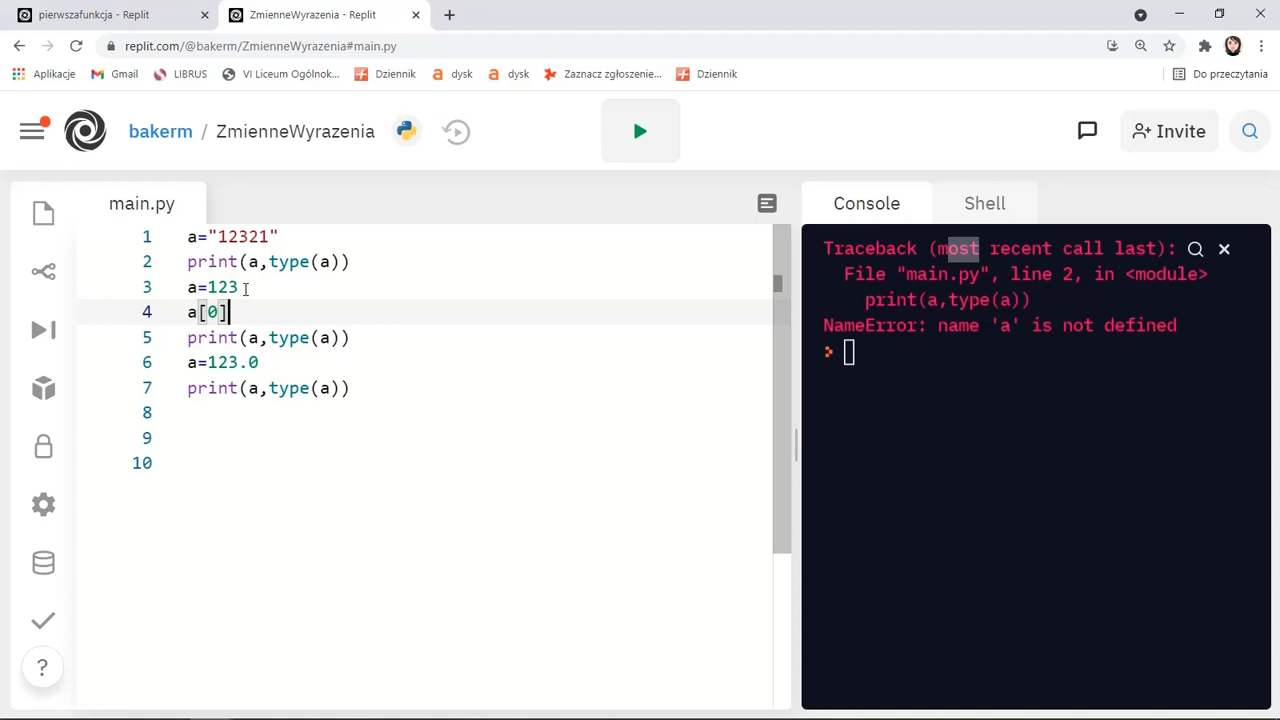 pierwszafunkcja - Replit
ZmienneWyrazenia - Replit
replit.com/@bakerm/ZmienneWyrazenia#main.py
Aplikacje
Gmail
LIBRUS
VI Liceum Ogólnok...
Dziennik
dysk
dysk
Zaznacz zgłoszenie...
Dziennik
Do przeczytania
bakerm / ZmienneWyrazenia
Invite
main.py
Console
Shell
1 a="12321"
2 print(a,type(a))
3 a=123
4 a[0]
5 print(a,type(a))
6 a=123.0
7 print(a,type(a))
8
9
10
?
Traceback (most recent call last):
File "main.py", line 2, in <module>
print(a,type(a))
NameError: name 'a' is not defined
>